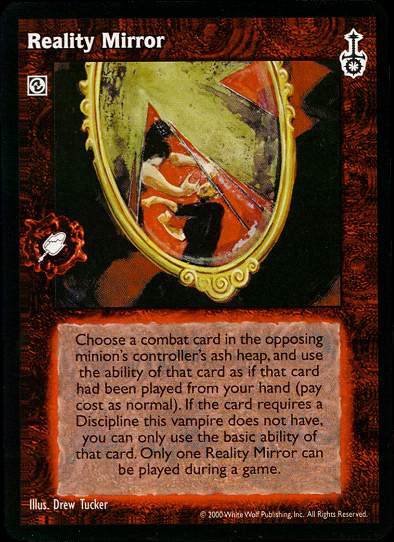 Reality Mirror
Choose a combat card in the opposing
minion's controller's ash heap, and use
the ability of that card as if that card
had been played from your hand (pay
cost as normal). If the card requires a
Discipline this vampire does not have,
you can only use the basic ability of
that card. Only one Reality Mirror can
be played during a game.
Illus. Drew Tucker
© 2000 White Wolf Publishing, Inc. All Rights Reserved.